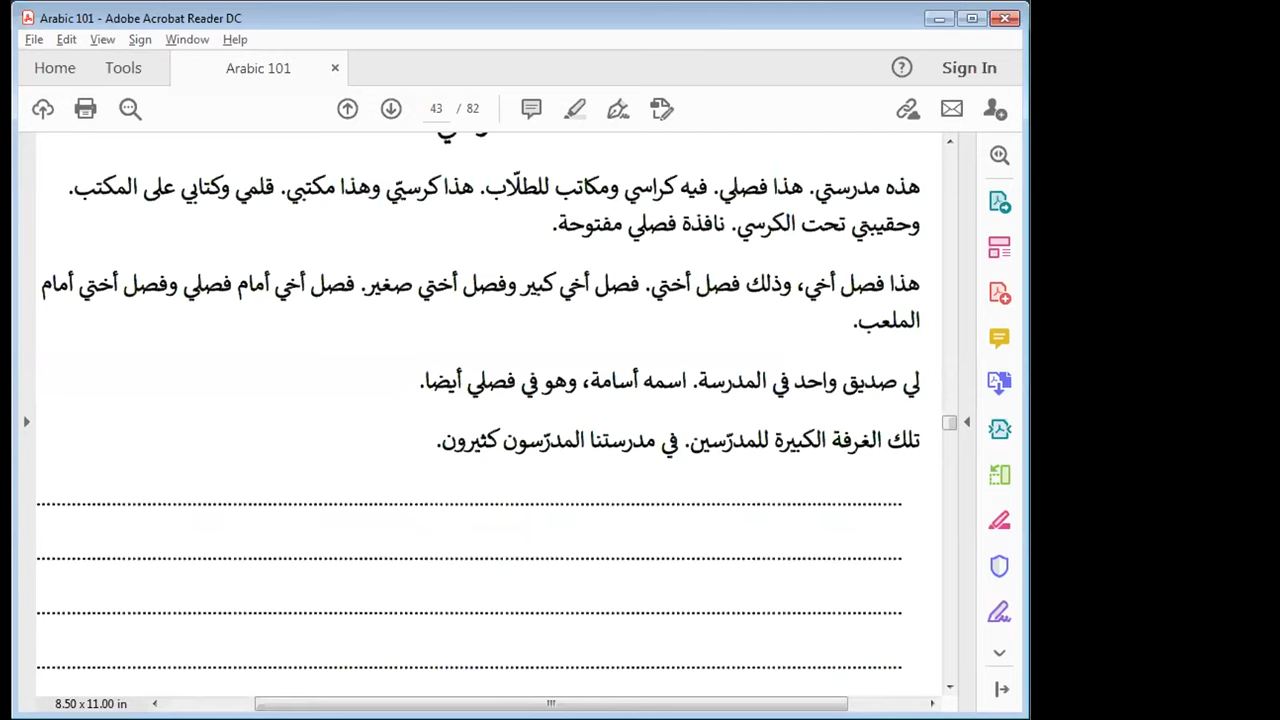 Arabic 101 - Adobe Acrobat Reader DC
File Edit View Sign Window Help
Home Tools Arabic 101 × Sign In
43 / 82
هذه مدرستي. هذا فصلي. فيه كراسي ومكاتب للطلّاب. هذا كرسيّي وهذا مكتبي. قلمي وكتابي على المكتب.
وحقيبتي تحت الكرسي. نافذة فصلي مفتوحة.
هذا فصل أخي، وذلك فصل أختي. فصل أخي كبير وفصل أختي صغير. فصل أخي أمام فصلي وفصل أختي أمام
الملعب.
لي صديق واحد في المدرسة. اسمه أسامة، وهو في فصلي أيضا.
تلك الغرفة الكبيرة للمدرّسين. في مدرستنا المدرّسون كثيرون.
8.50 x 11.00 in